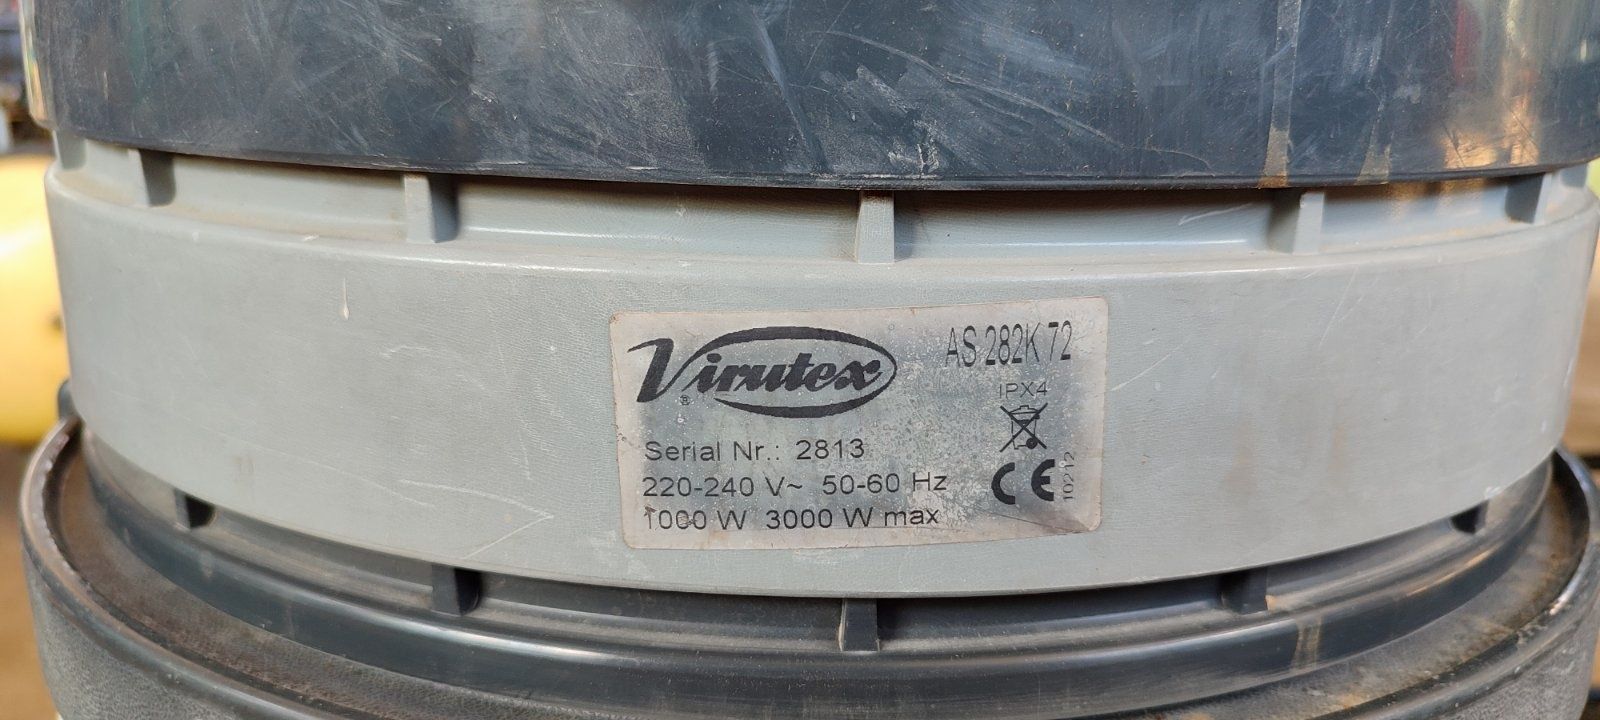 Virutex
®
AS 282K 72
IPX4
Serial Nr.: 2813
220-240 V~ 50-60 Hz
1000 W 3000 W max
CE
10212